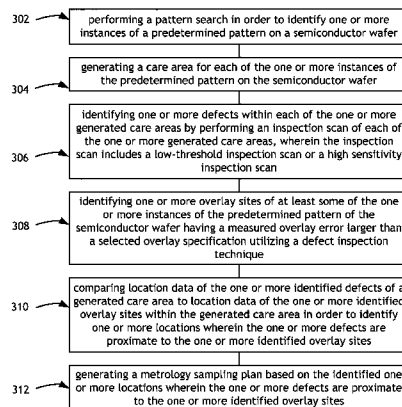 302
performing a pattern search in order to identify one or more
instances of a predetermined pattern on a semiconductor wafer
304
generating a care area for each of the one or more instances of
the predetermined pattern on the semiconductor wafer
306
identifying one or more defects within each of the one or more
generated care areas by performing an inspection scan of each of
the one or more generated care areas, wherein the inspection
scan includes a low-threshold inspection scan or a high sensitivity
inspection scan
308
identifying one or more overlay sites of at least some of the one
or more instances of the predetermined pattern of the
semiconductor wafer having a measured overlay error larger than
a selected overlay specification utilizing a defect inspection
technique
310
comparing location data of the one or more identified defects of a
generated care area to location data of the one or more identified
overlay sites within the generated care area in order to identify
one or more locations wherein the one or more defects are
proximate to the one or more identified overlay sites
312
generating a metrology sampling plan based on the identified one
or more locations wherein the one or more defects are proximate
to the one or more identified overlay sites